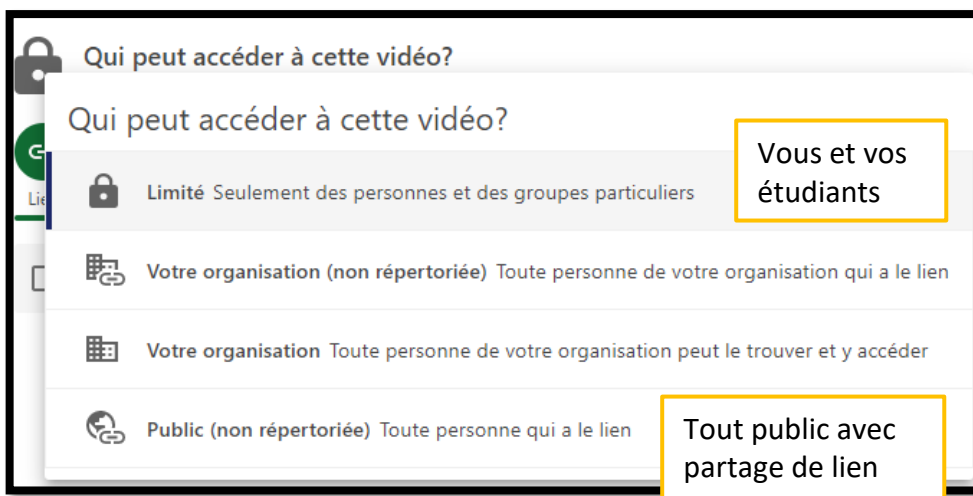 Qui peut accéder à cette vidéo?
Qui peut accéder à cette vidéo?
Vous et vos
étudiants
Limité Seulement des personnes et des groupes particuliers
Votre organisation (non répertoriée) Toute personne de votre organisation qui a le lien
Votre organisation Toute personne de votre organisation peut le trouver et y accéder
Public (non répertoriée) Toute personne qui a le lien
Tout public avec
partage de lien